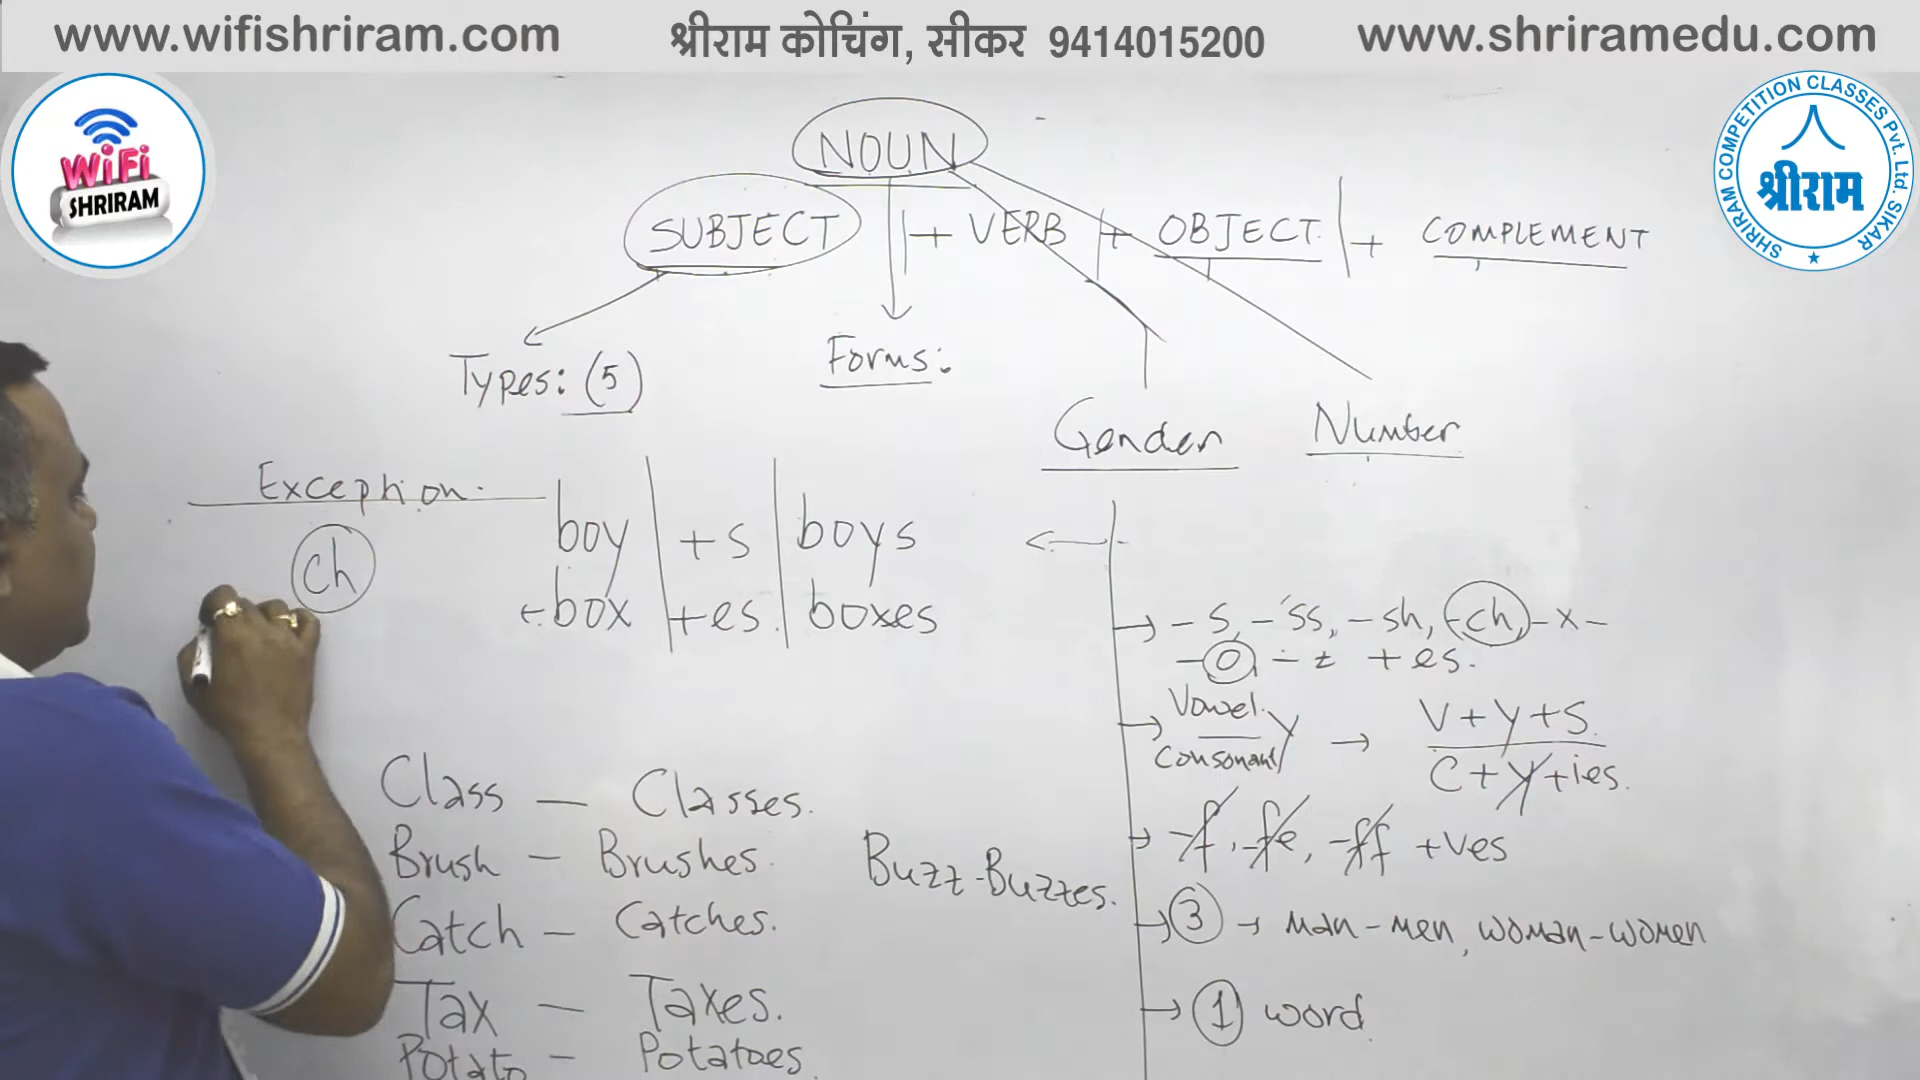 www.wifishriram.com
श्रीराम कोचिंग, सीकर 9414015200
www.shriramedu.com
WiFi
SHRIRAM
SHRIRAM COMPETITION CLASSES Pvt. Ltd. SIKAR
श्रीराम
NOUN
SUBJECT + VERB + OBJECT + COMPLEMENT
Types: (5)
Forms:
Gender
Number
Exception.
ch
boy +s boys
box +es. boxes
Class – Classes.
Brush – Brushes.
Catch – Catches.
Tax – Taxes.
Potato – Potatoes
Buzz-Buzzes.
- s, - ss, - sh, - ch, - x -
- o, - z + es.
Vowel.
Consonant
y → V + y + s.
C + y + ies.
- f, - fe, - ff + ves
③ → man - men, woman - women
① word